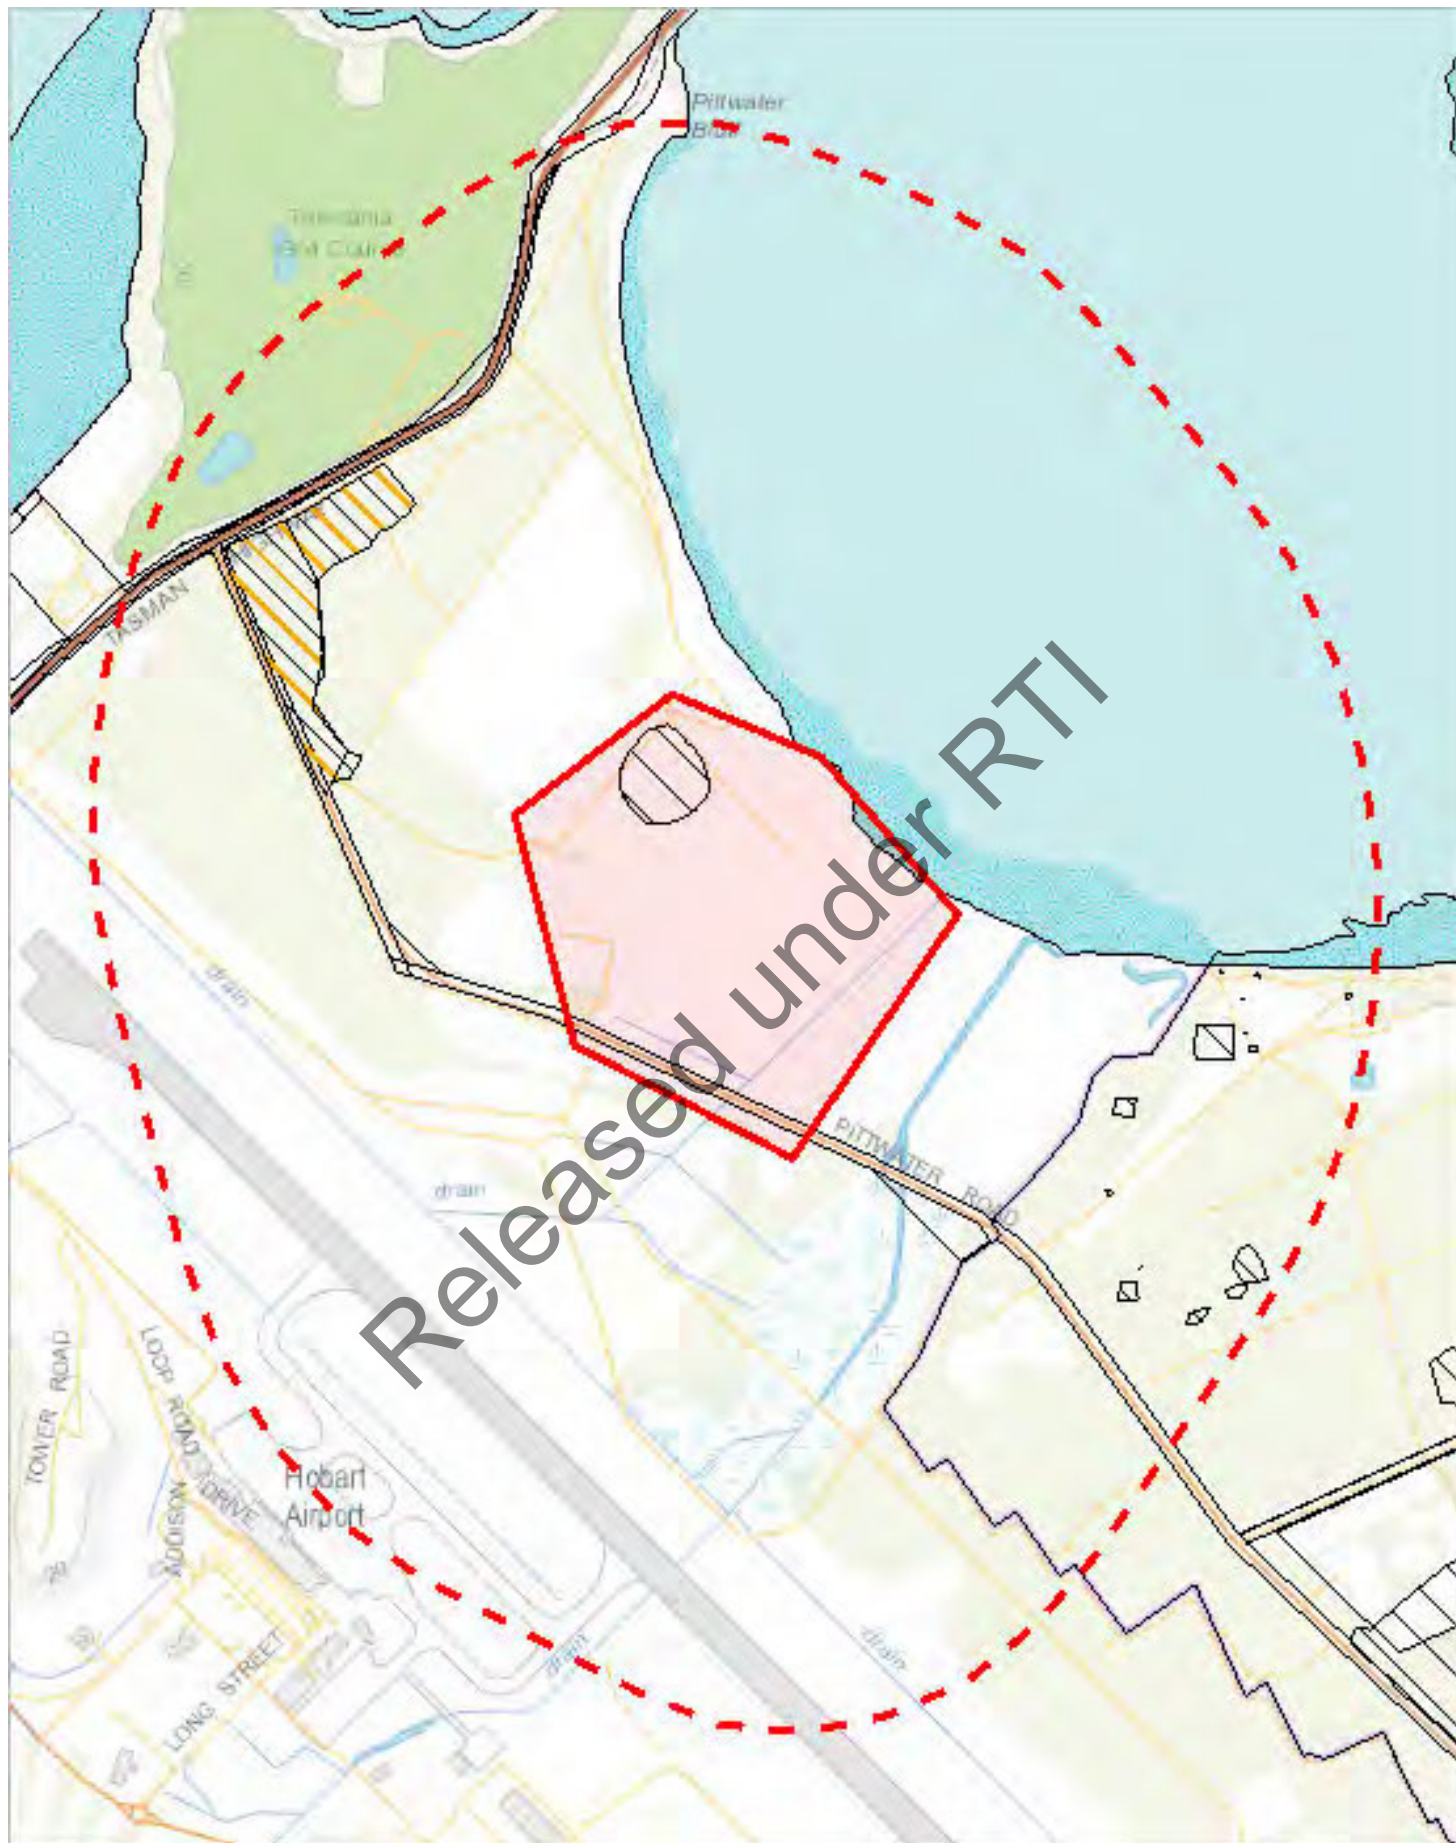 Pittwater
Bluff
Tasmania
Golf Course
TASMAN
drain
PITTWATER ROAD
drain
Released under RTI
TOWER ROAD
LOOP ROAD
ADDISON DRIVE
Hobart
Airport
LONG STREET
drain
drain